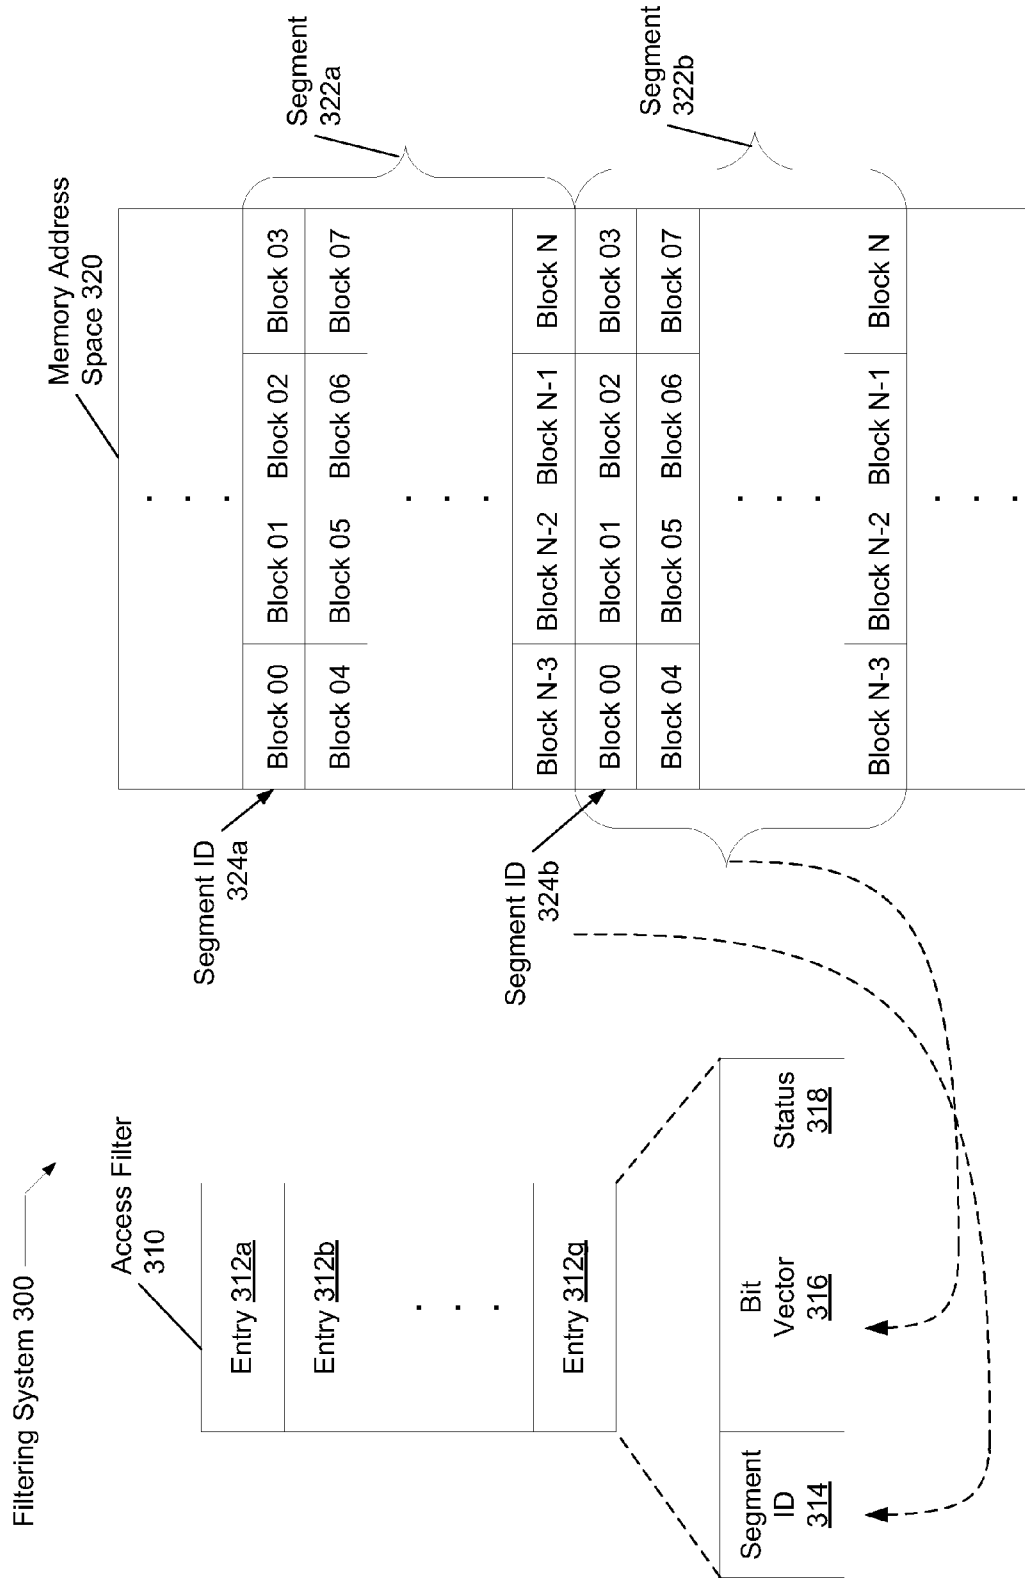 Filtering System 300
Access Filter
310
Entry 312a
Entry 312b
. . .
Entry 312q
Segment
ID
314
Bit
Vector
316
Status
318
Memory Address
Space 320
. . .
Segment ID
324a
Block 00 Block 01 Block 02 Block 03
Block 04 Block 05 Block 06 Block 07
. . .
Block N-3 Block N-2 Block N-1 Block N
Segment
322a
Segment ID
324b
Block 00 Block 01 Block 02 Block 03
Block 04 Block 05 Block 06 Block 07
. . .
Block N-3 Block N-2 Block N-1 Block N
Segment
322b
. . .